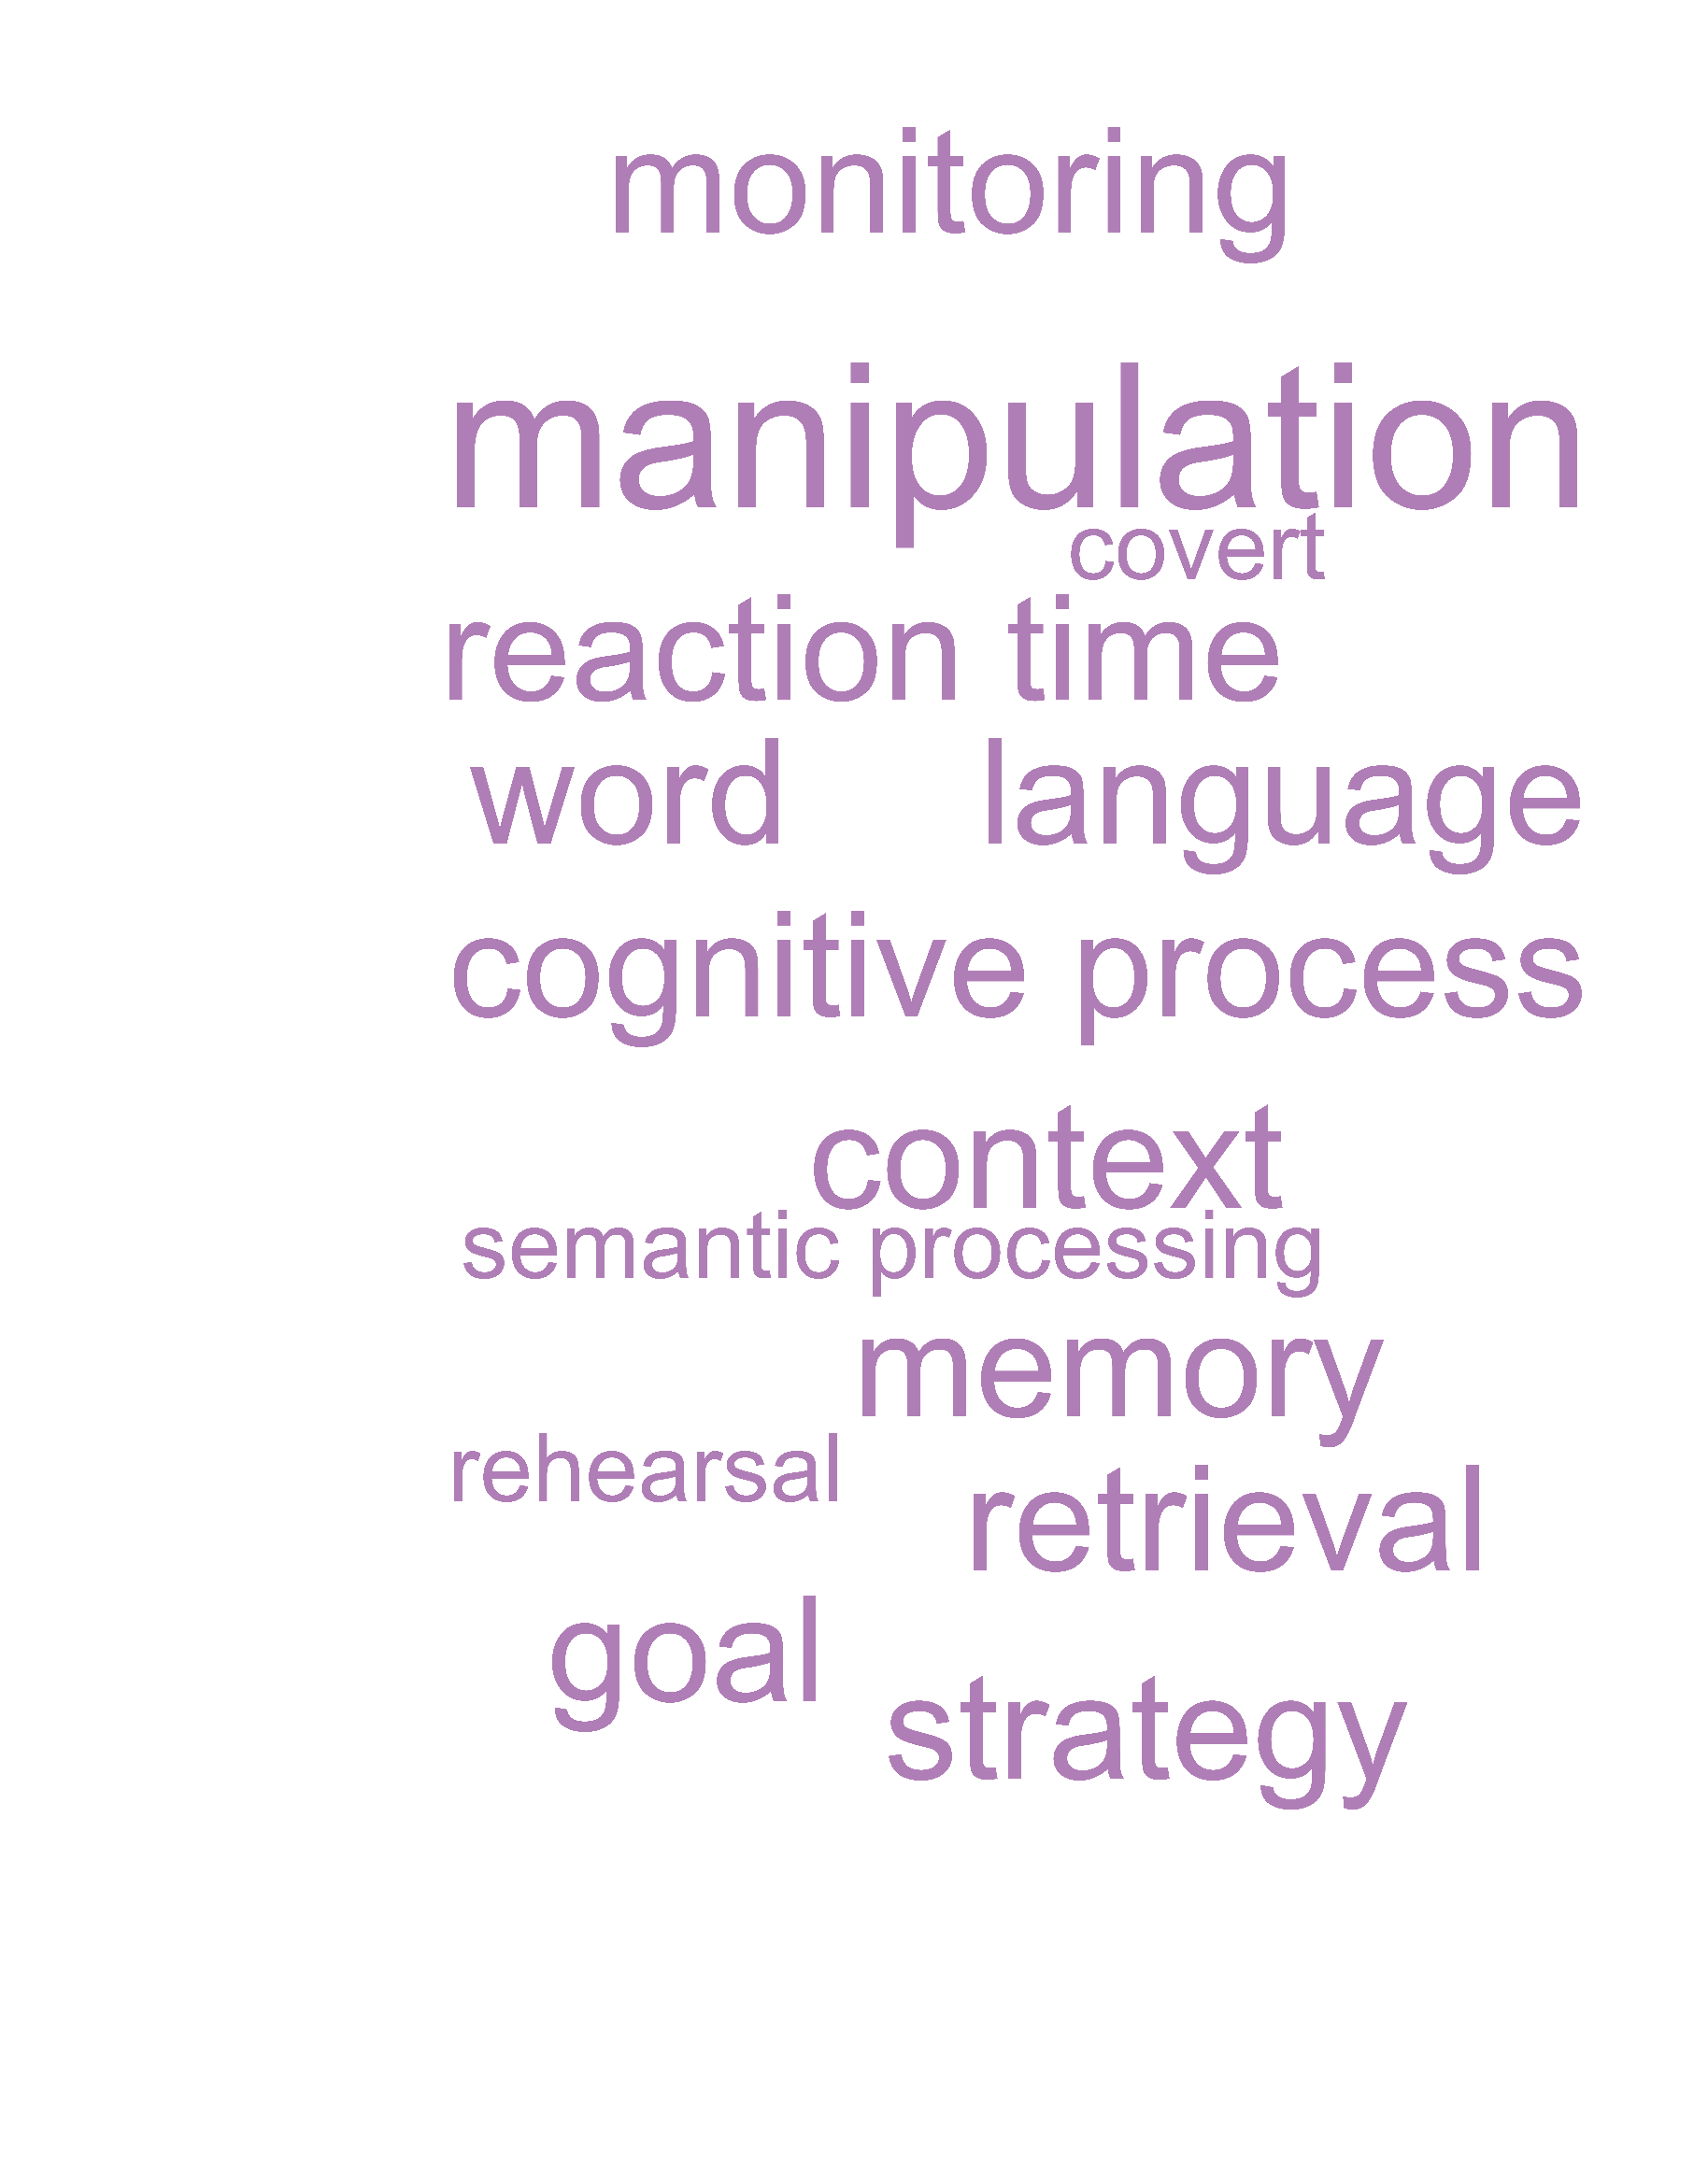 monitoring
manipulation
covert
reaction time
word language
cognitive process
context
semantic processing
memory
rehearsal
retrieval
goal
strategy